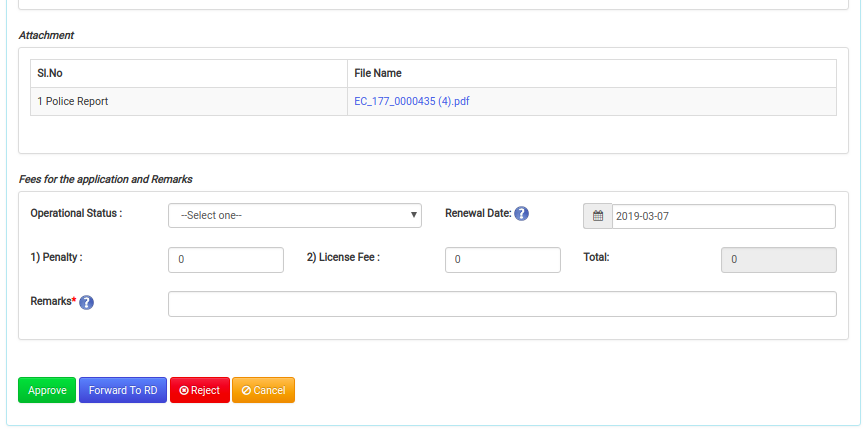 Attachment
Sl.No File Name
1 Police Report EC_177_0000435 (4).pdf
Fees for the application and Remarks
Operational Status : --Select one-- Renewal Date: ? 2019-03-07
1) Penalty : 0 2) License Fee : 0 Total: 0
Remarks* ?
Approve Forward To RD Reject Cancel